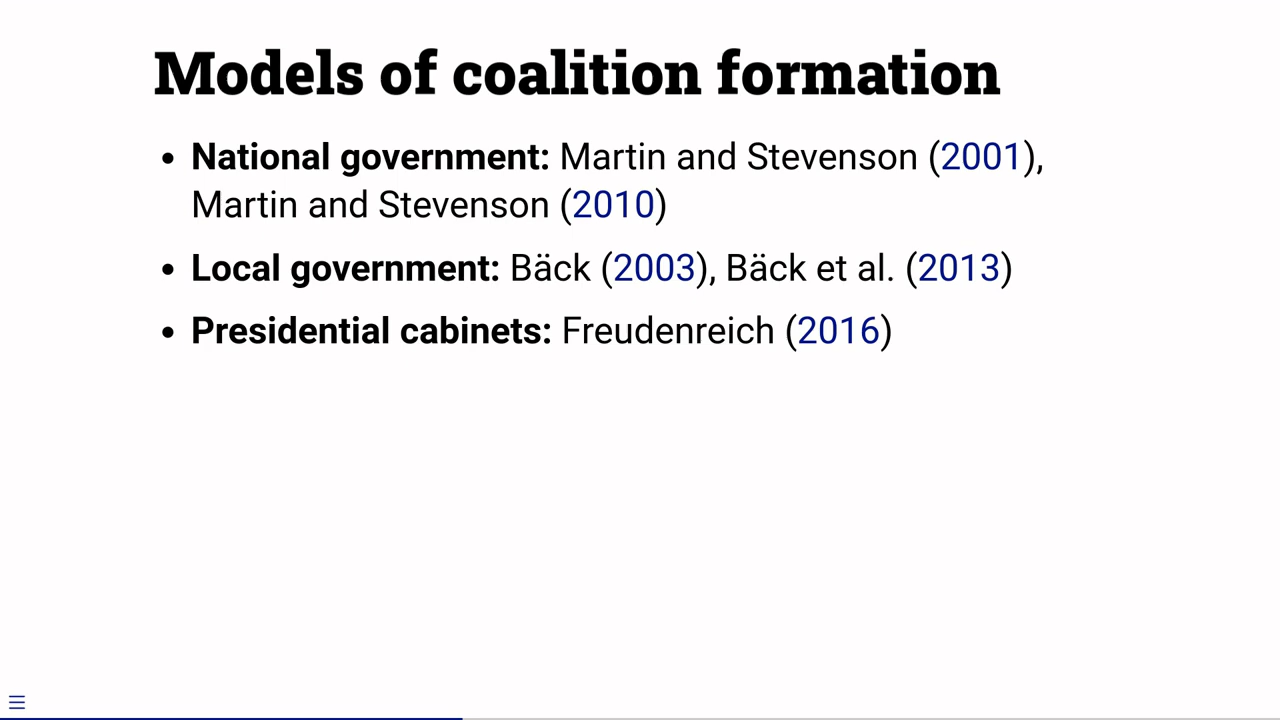 Models of coalition formation
• National government: Martin and Stevenson (2001),
Martin and Stevenson (2010)
• Local government: Bäck (2003), Bäck et al. (2013)
• Presidential cabinets: Freudenreich (2016)